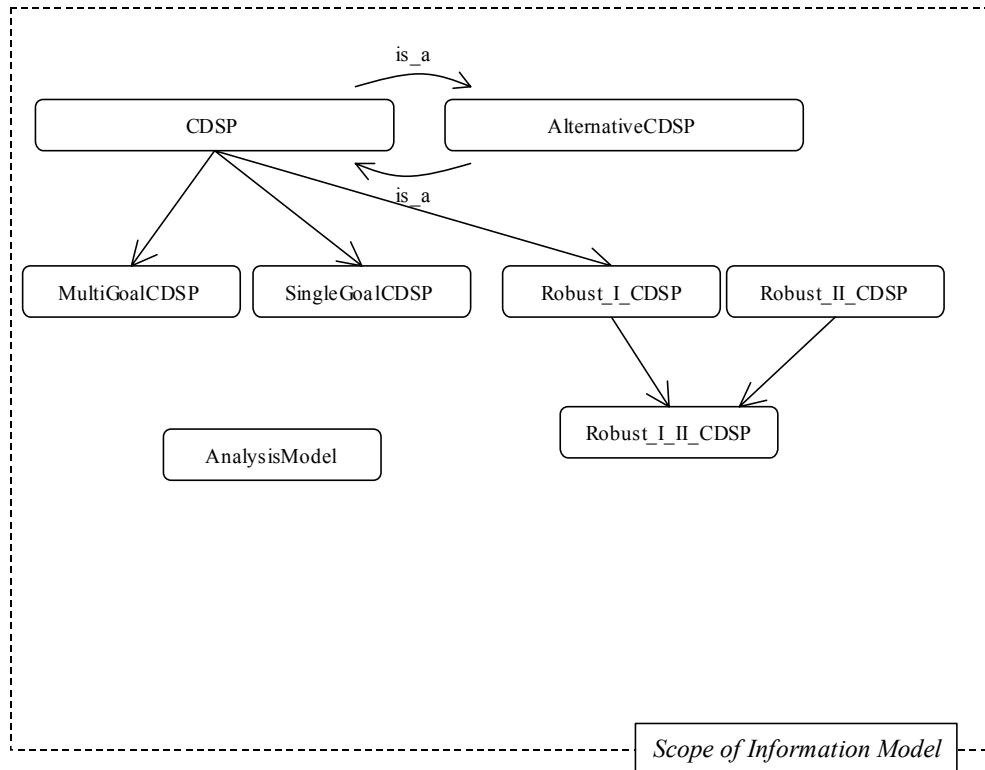 is_a
CDSP
AlternativeCDSP
is_a
MultiGoalCDSP
SingleGoalCDSP
Robust_I_CDSP
Robust_II_CDSP
Robust_I_II_CDSP
AnalysisModel
Scope of Information Model